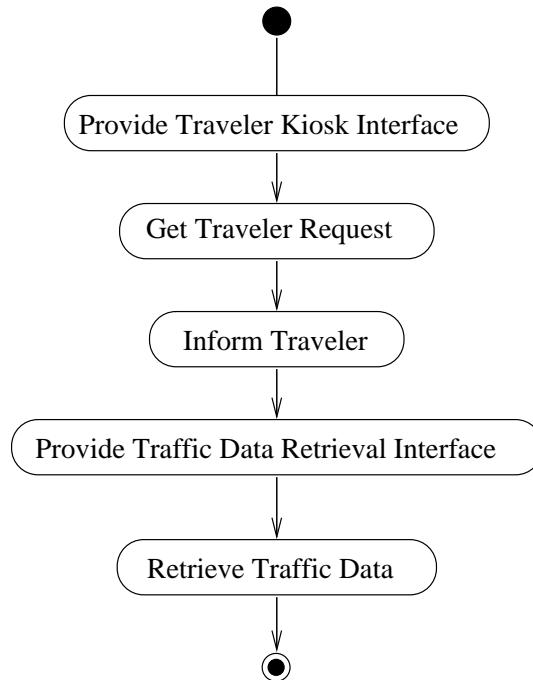 Provide Traveler Kiosk Interface
Get Traveler Request
Inform Traveler
Provide Traffic Data Retrieval Interface
Retrieve Traffic Data